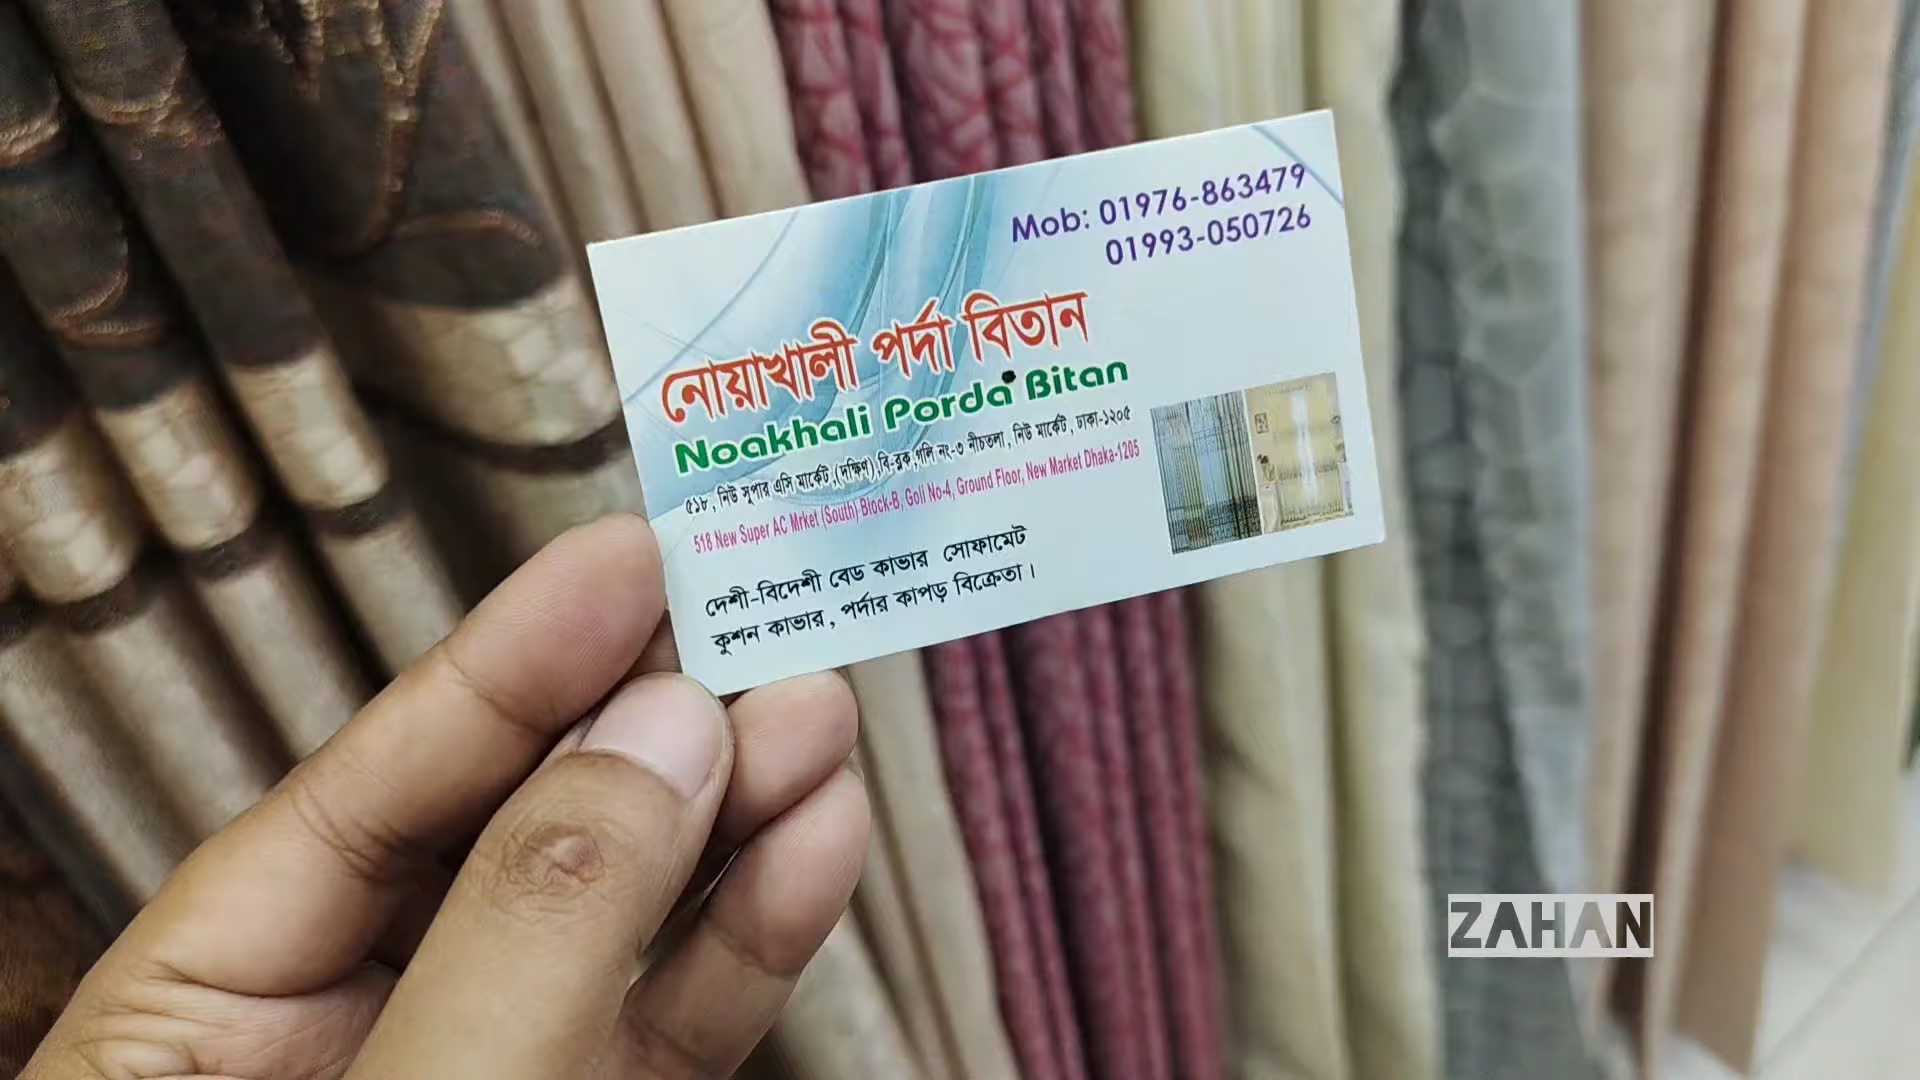 Mob: 01976-863479
01993-050726
নোয়াখালী পর্দা বিতান
Noakhali Porda Bitan
৫১৮, নিউ সুপার এসি মার্কেট,(দক্ষিণ),বি-ব্লক,গলি নং-৩ নীচতলা, নিউ মার্কেট, ঢাকা-১২০৫
518 New Super AC Mrket (South) Block-B, Goli No-4, Ground Floor, New Market Dhaka-1205
দেশী-বিদেশী বেড কাভার সোফামেট
কুশন কাভার, পর্দার কাপড় বিক্রেতা।
ZAHAN